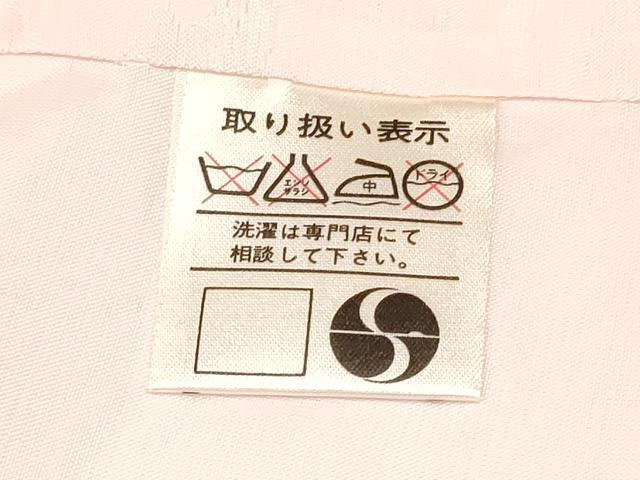 取り扱い表示
エンソ サラシ 中 ドライ
洗濯は専門店にて
相談して下さい。